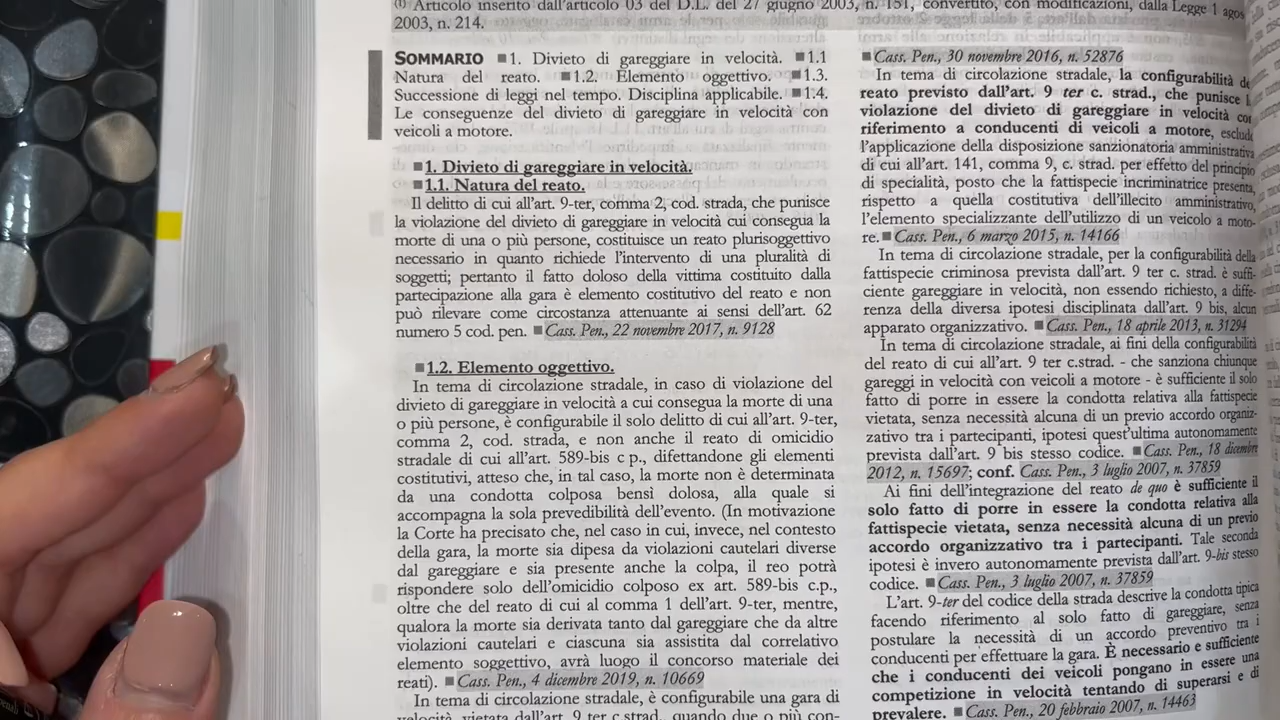 (1) Articolo inserito dall'articolo 03 del D.L. del 27 giugno 2003, n. 151, convertito, con modificazioni, dalla Legge 1 agos
2003, n. 214.
SOMMARIO ■1. Divieto di gareggiare in velocità. ■1.1
Natura del reato. ■1.2. Elemento oggettivo. ■1.3.
Successione di leggi nel tempo. Disciplina applicabile. ■1.4.
Le conseguenze del divieto di gareggiare in velocità con
veicoli a motore.
■1. Divieto di gareggiare in velocità.
■1.1. Natura del reato.
Il delitto di cui all'art. 9-ter, comma 2, cod. strada, che punisce
la violazione del divieto di gareggiare in velocità cui consegua la
morte di una o più persone, costituisce un reato plurisoggettivo
necessario in quanto richiede l'intervento di una pluralità di
soggetti; pertanto il fatto doloso della vittima costituito dalla
partecipazione alla gara è elemento costitutivo del reato e non
può rilevare come circostanza attenuante ai sensi dell'art. 62
numero 5 cod. pen. ■Cass. Pen., 22 novembre 2017, n. 9128
■1.2. Elemento oggettivo.
In tema di circolazione stradale, in caso di violazione del
divieto di gareggiare in velocità a cui consegua la morte di una
o più persone, è configurabile il solo delitto di cui all'art. 9-ter,
comma 2, cod. strada, e non anche il reato di omicidio
stradale di cui all'art. 589-bis c p., difettandone gli elementi
costitutivi, atteso che, in tal caso, la morte non è determinata
da una condotta colposa bensì dolosa, alla quale si
accompagna la sola prevedibilità dell'evento. (In motivazione
la Corte ha precisato che, nel caso in cui, invece, nel contesto
della gara, la morte sia dipesa da violazioni cautelari diverse
dal gareggiare e sia presente anche la colpa, il reo potrà
rispondere solo dell'omicidio colposo ex art. 589-bis c.p.,
oltre che del reato di cui al comma 1 dell'art. 9-ter, mentre,
qualora la morte sia derivata tanto dal gareggiare che da altre
violazioni cautelari e ciascuna sia assistita dal correlativo
elemento soggettivo, avrà luogo il concorso materiale dei
reati). ■Cass. Pen., 4 dicembre 2019, n. 10669
In tema di circolazione stradale, è configurabile una gara di
velocità vietata dall'art. 9 ter c.strad., quando due o più con-
■Cass. Pen., 30 novembre 2016, n. 52876
In tema di circolazione stradale, la configurabilità de
reato previsto dall'art. 9 ter c. strad., che punisce l
violazione del divieto di gareggiare in velocità con
riferimento a conducenti di veicoli a motore, esclude
l'applicazione della disposizione sanzionatoria amministrativa
di cui all'art. 141, comma 9, c. strad. per effetto del principio
di specialità, posto che la fattispecie incriminatrice presenta,
rispetto a quella costitutiva dell'illecito amministrativo,
l'elemento specializzante dell'utilizzo di un veicolo a moto-
re.■Cass. Pen., 6 marzo 2015, n. 14166
In tema di circolazione stradale, per la configurabilità della
fattispecie criminosa prevista dall'art. 9 ter c. strad. è suffi-
ciente gareggiare in velocità, non essendo richiesto, a diffe-
renza della diversa ipotesi disciplinata dall'art. 9 bis, alcun
apparato organizzativo. ■Cass. Pen., 18 aprile 2013, n. 31294
In tema di circolazione stradale, ai fini della configurabilità
del reato di cui all'art. 9 ter c.strad. - che sanziona chiunque
gareggi in velocità con veicoli a motore - è sufficiente il solo
fatto di porre in essere la condotta relativa alla fattispecie
vietata, senza necessità alcuna di un previo accordo organiz-
zativo tra i partecipanti, ipotesi quest'ultima autonomamente
prevista dall'art. 9 bis stesso codice. ■Cass. Pen., 18 dicembre
2012, n. 15697; conf. Cass. Pen., 3 luglio 2007, n. 37859
Ai fini dell'integrazione del reato de quo è sufficiente il
solo fatto di porre in essere la condotta relativa alla
fattispecie vietata, senza necessità alcuna di un previo
accordo organizzativo tra i partecipanti. Tale seconda
ipotesi è invero autonomamente prevista dall'art. 9-bis stesso
codice. ■Cass. Pen., 3 luglio 2007, n. 37859
L'art. 9-ter del codice della strada descrive la condotta tipica
facendo riferimento al solo fatto di gareggiare, senza
postulare la necessità di un accordo preventivo tra i
conducenti per effettuare la gara. È necessario e sufficiente
che i conducenti dei veicoli pongano in essere una
competizione in velocità tentando di superarsi e di
prevalere. ■Cass. Pen., 20 febbraio 2007, n. 14463